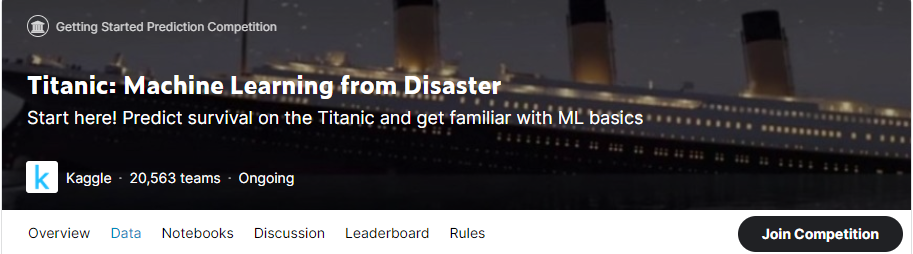 Getting Started Prediction Competition
Titanic: Machine Learning from Disaster
Start here! Predict survival on the Titanic and get familiar with ML basics
k Kaggle · 20,563 teams · Ongoing
Overview Data Notebooks Discussion Leaderboard Rules Join Competition